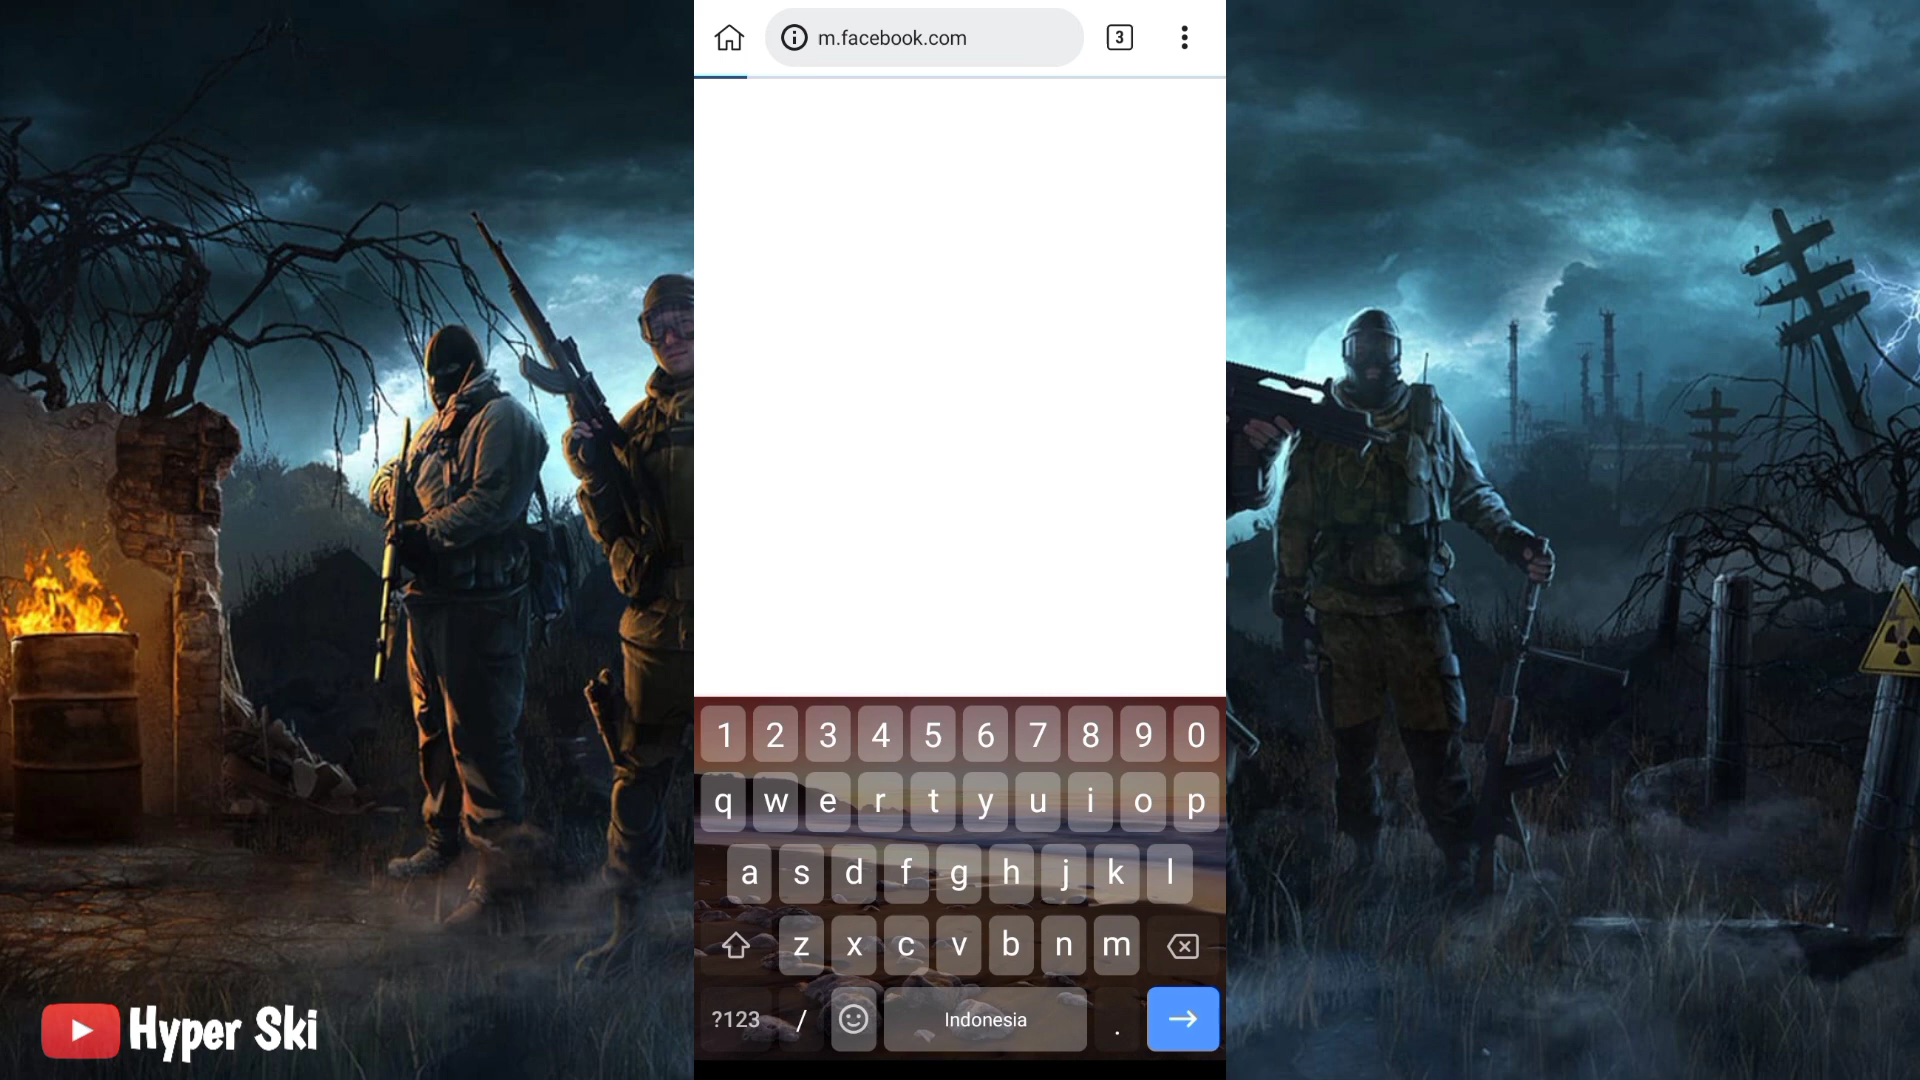 m.facebook.com
3
1 2 3 4 5 6 7 8 9 0
q w e r t y u i o p
a s d f g h j k l
z x c v b n m
?123 / Indonesia .
Hyper Ski